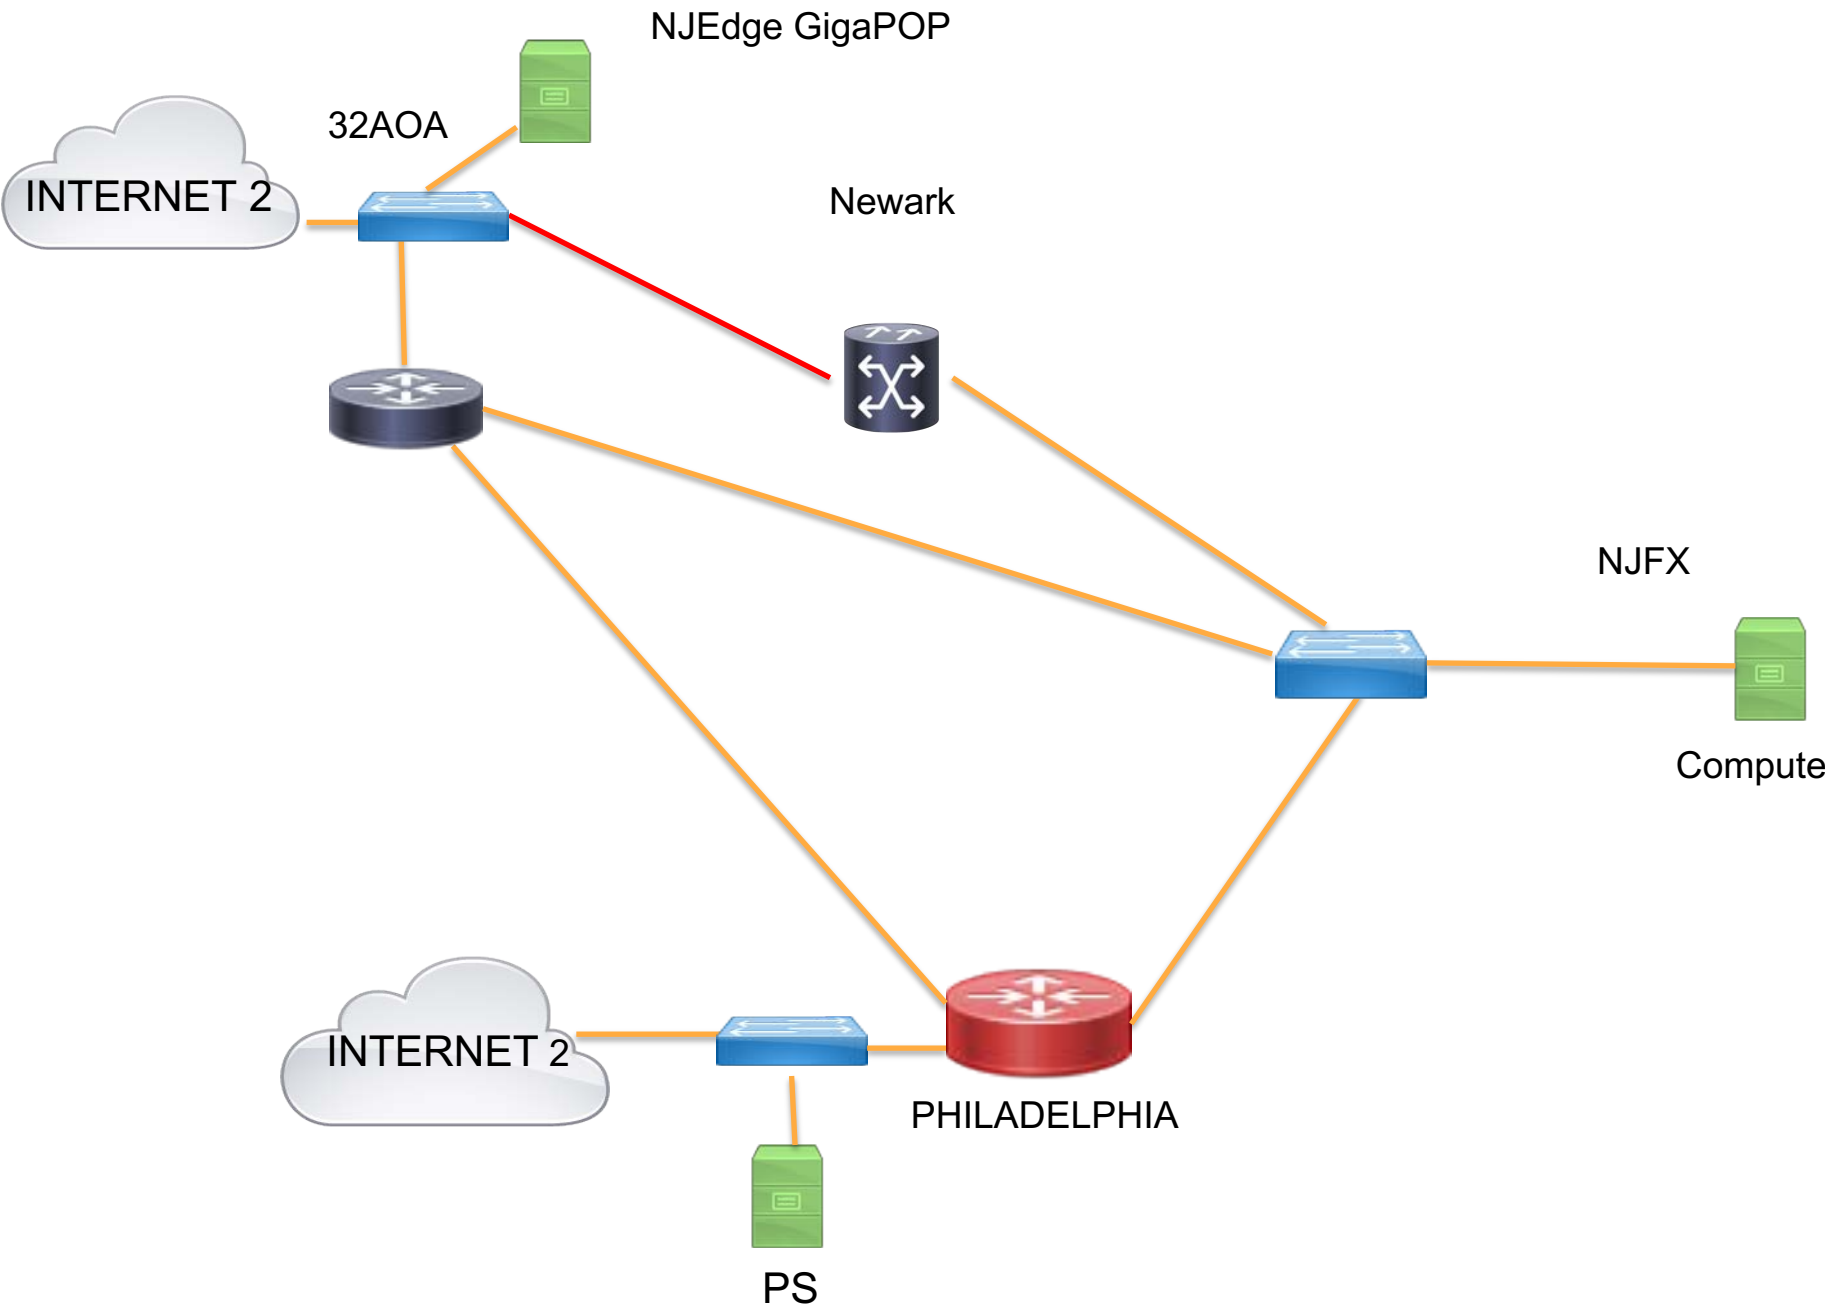 NJEdge GigaPOP
32AOA
INTERNET 2
Newark
NJFX
Compute
INTERNET 2
PHILADELPHIA
PS